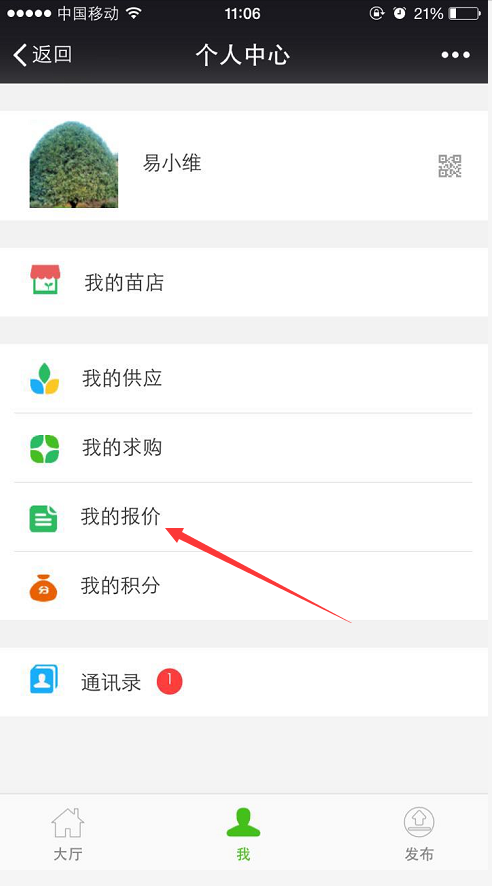 中国移动 11:06 21%
返回 个人中心
易小维
我的苗店
我的供应
我的求购
我的报价
我的积分
通讯录 1
大厅 我 发布